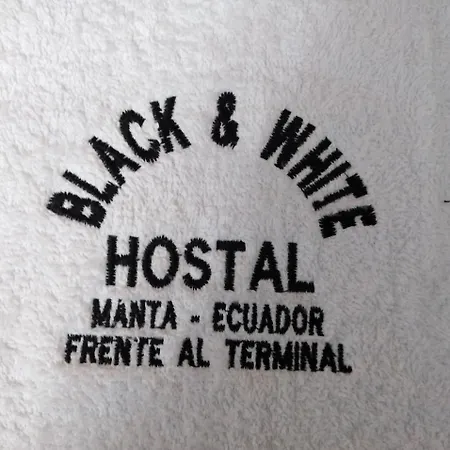 BLACK & WHITE
HOSTAL
MANTA - ECUADOR
FRENTE AL TERMINAL